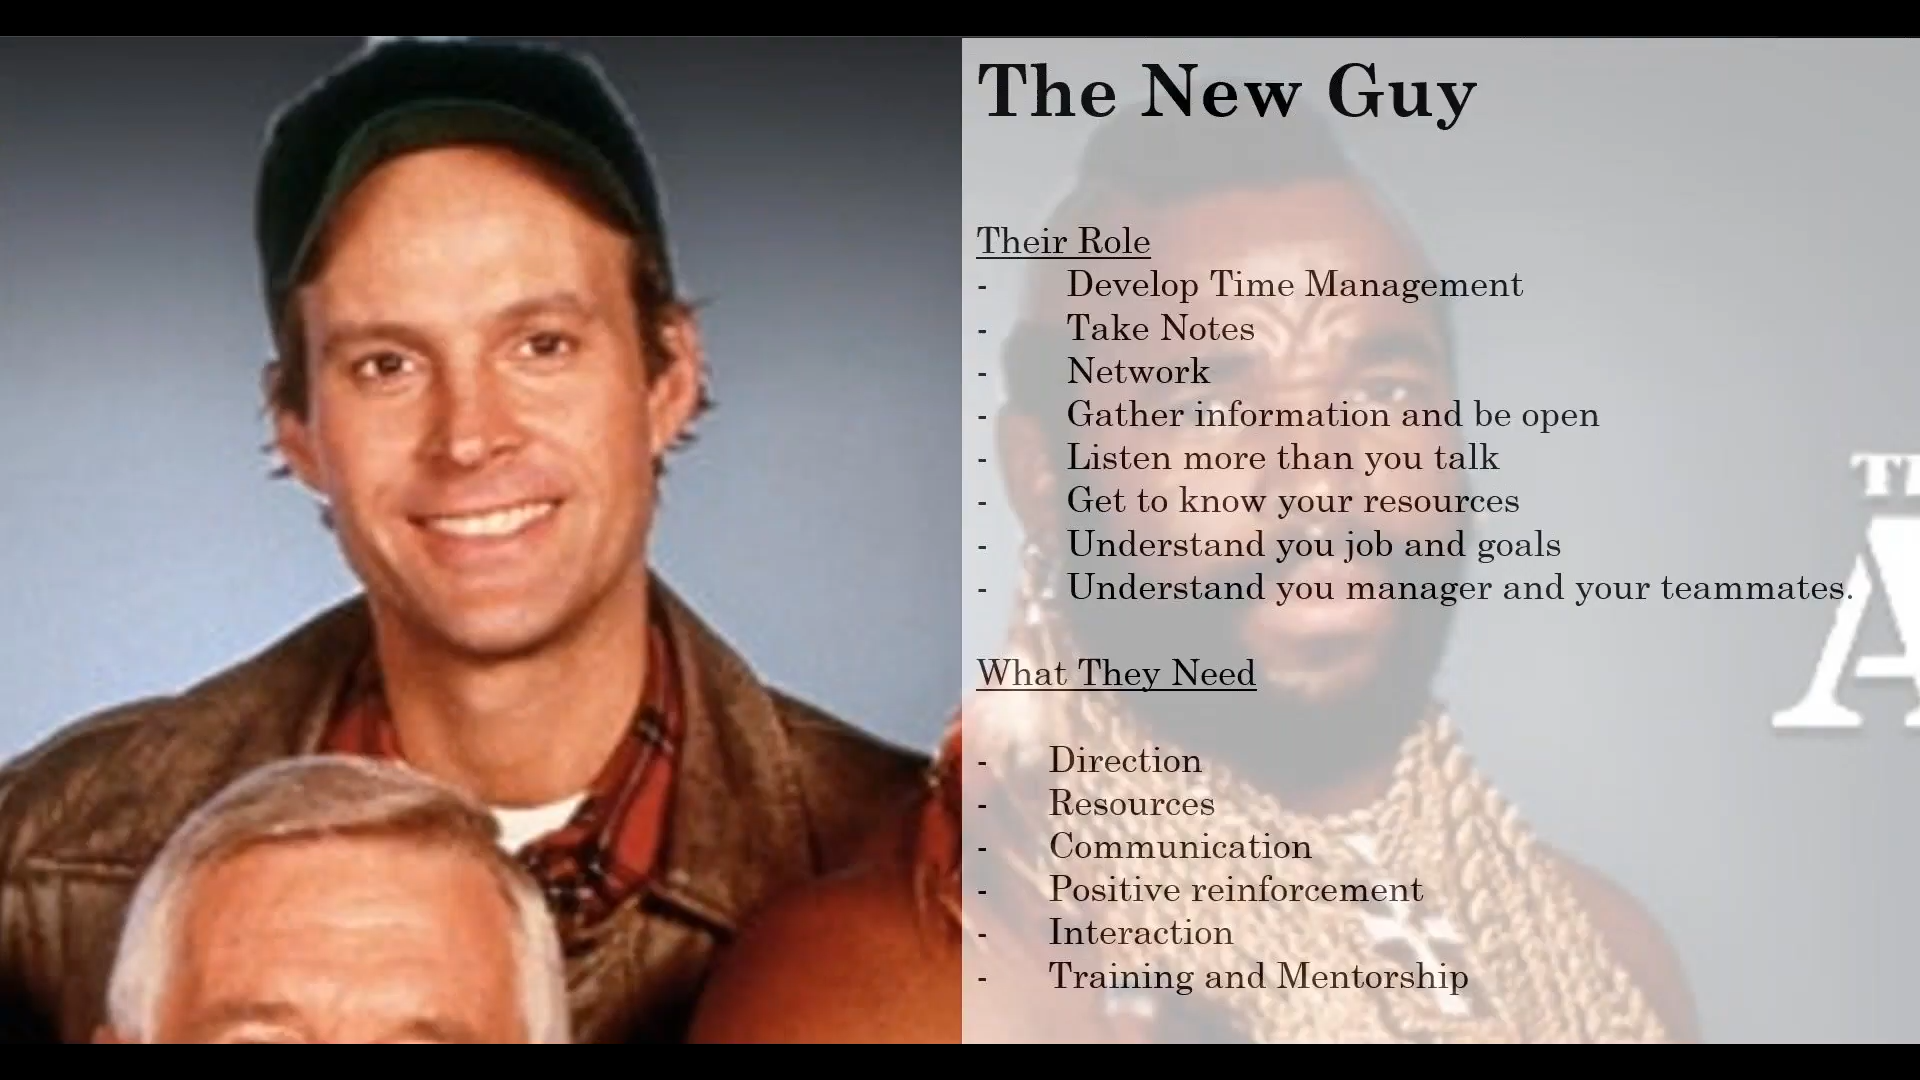 The New Guy
Their Role
- Develop Time Management
- Take Notes
- Network
- Gather information and be open
- Listen more than you talk
- Get to know your resources
- Understand you job and goals
- Understand you manager and your teammates.
What They Need
- Direction
- Resources
- Communication
- Positive reinforcement
- Interaction
- Training and Mentorship